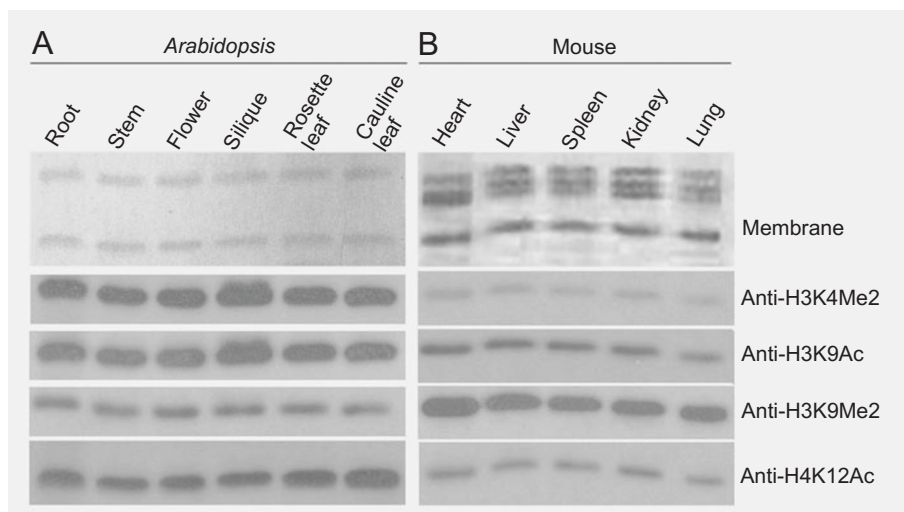 A
Arabidopsis
Root
Stem
Flower
Silique
Rosette
leaf
Cauline
leaf
B
Mouse
Heart
Liver
Spleen
Kidney
Lung
Membrane
Anti-H3K4Me2
Anti-H3K9Ac
Anti-H3K9Me2
Anti-H4K12Ac